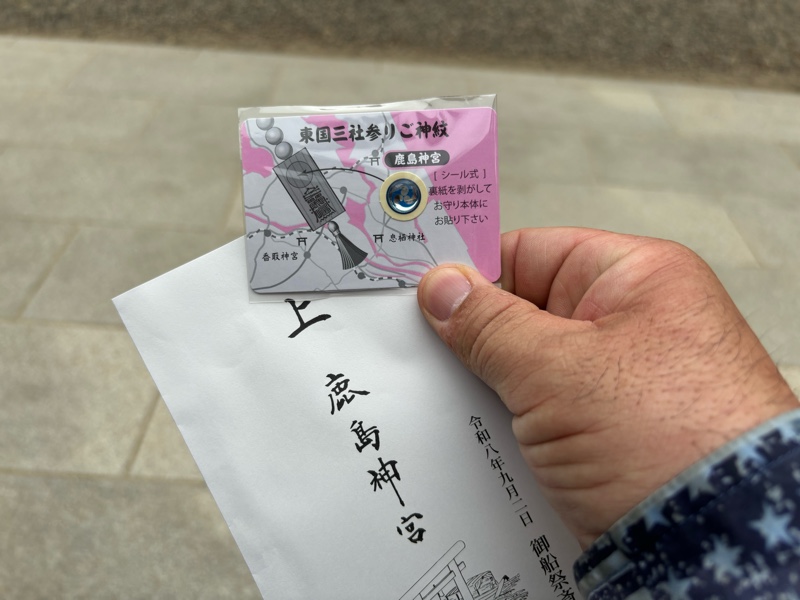 東国三社参りご神紋
鹿島神宮
[ シール式 ]
裏紙を剥がして
お守り本体に
お貼り下さい
息栖神社
香取神宮
上
鹿島神宮
令和八年九月二日 御船祭斎